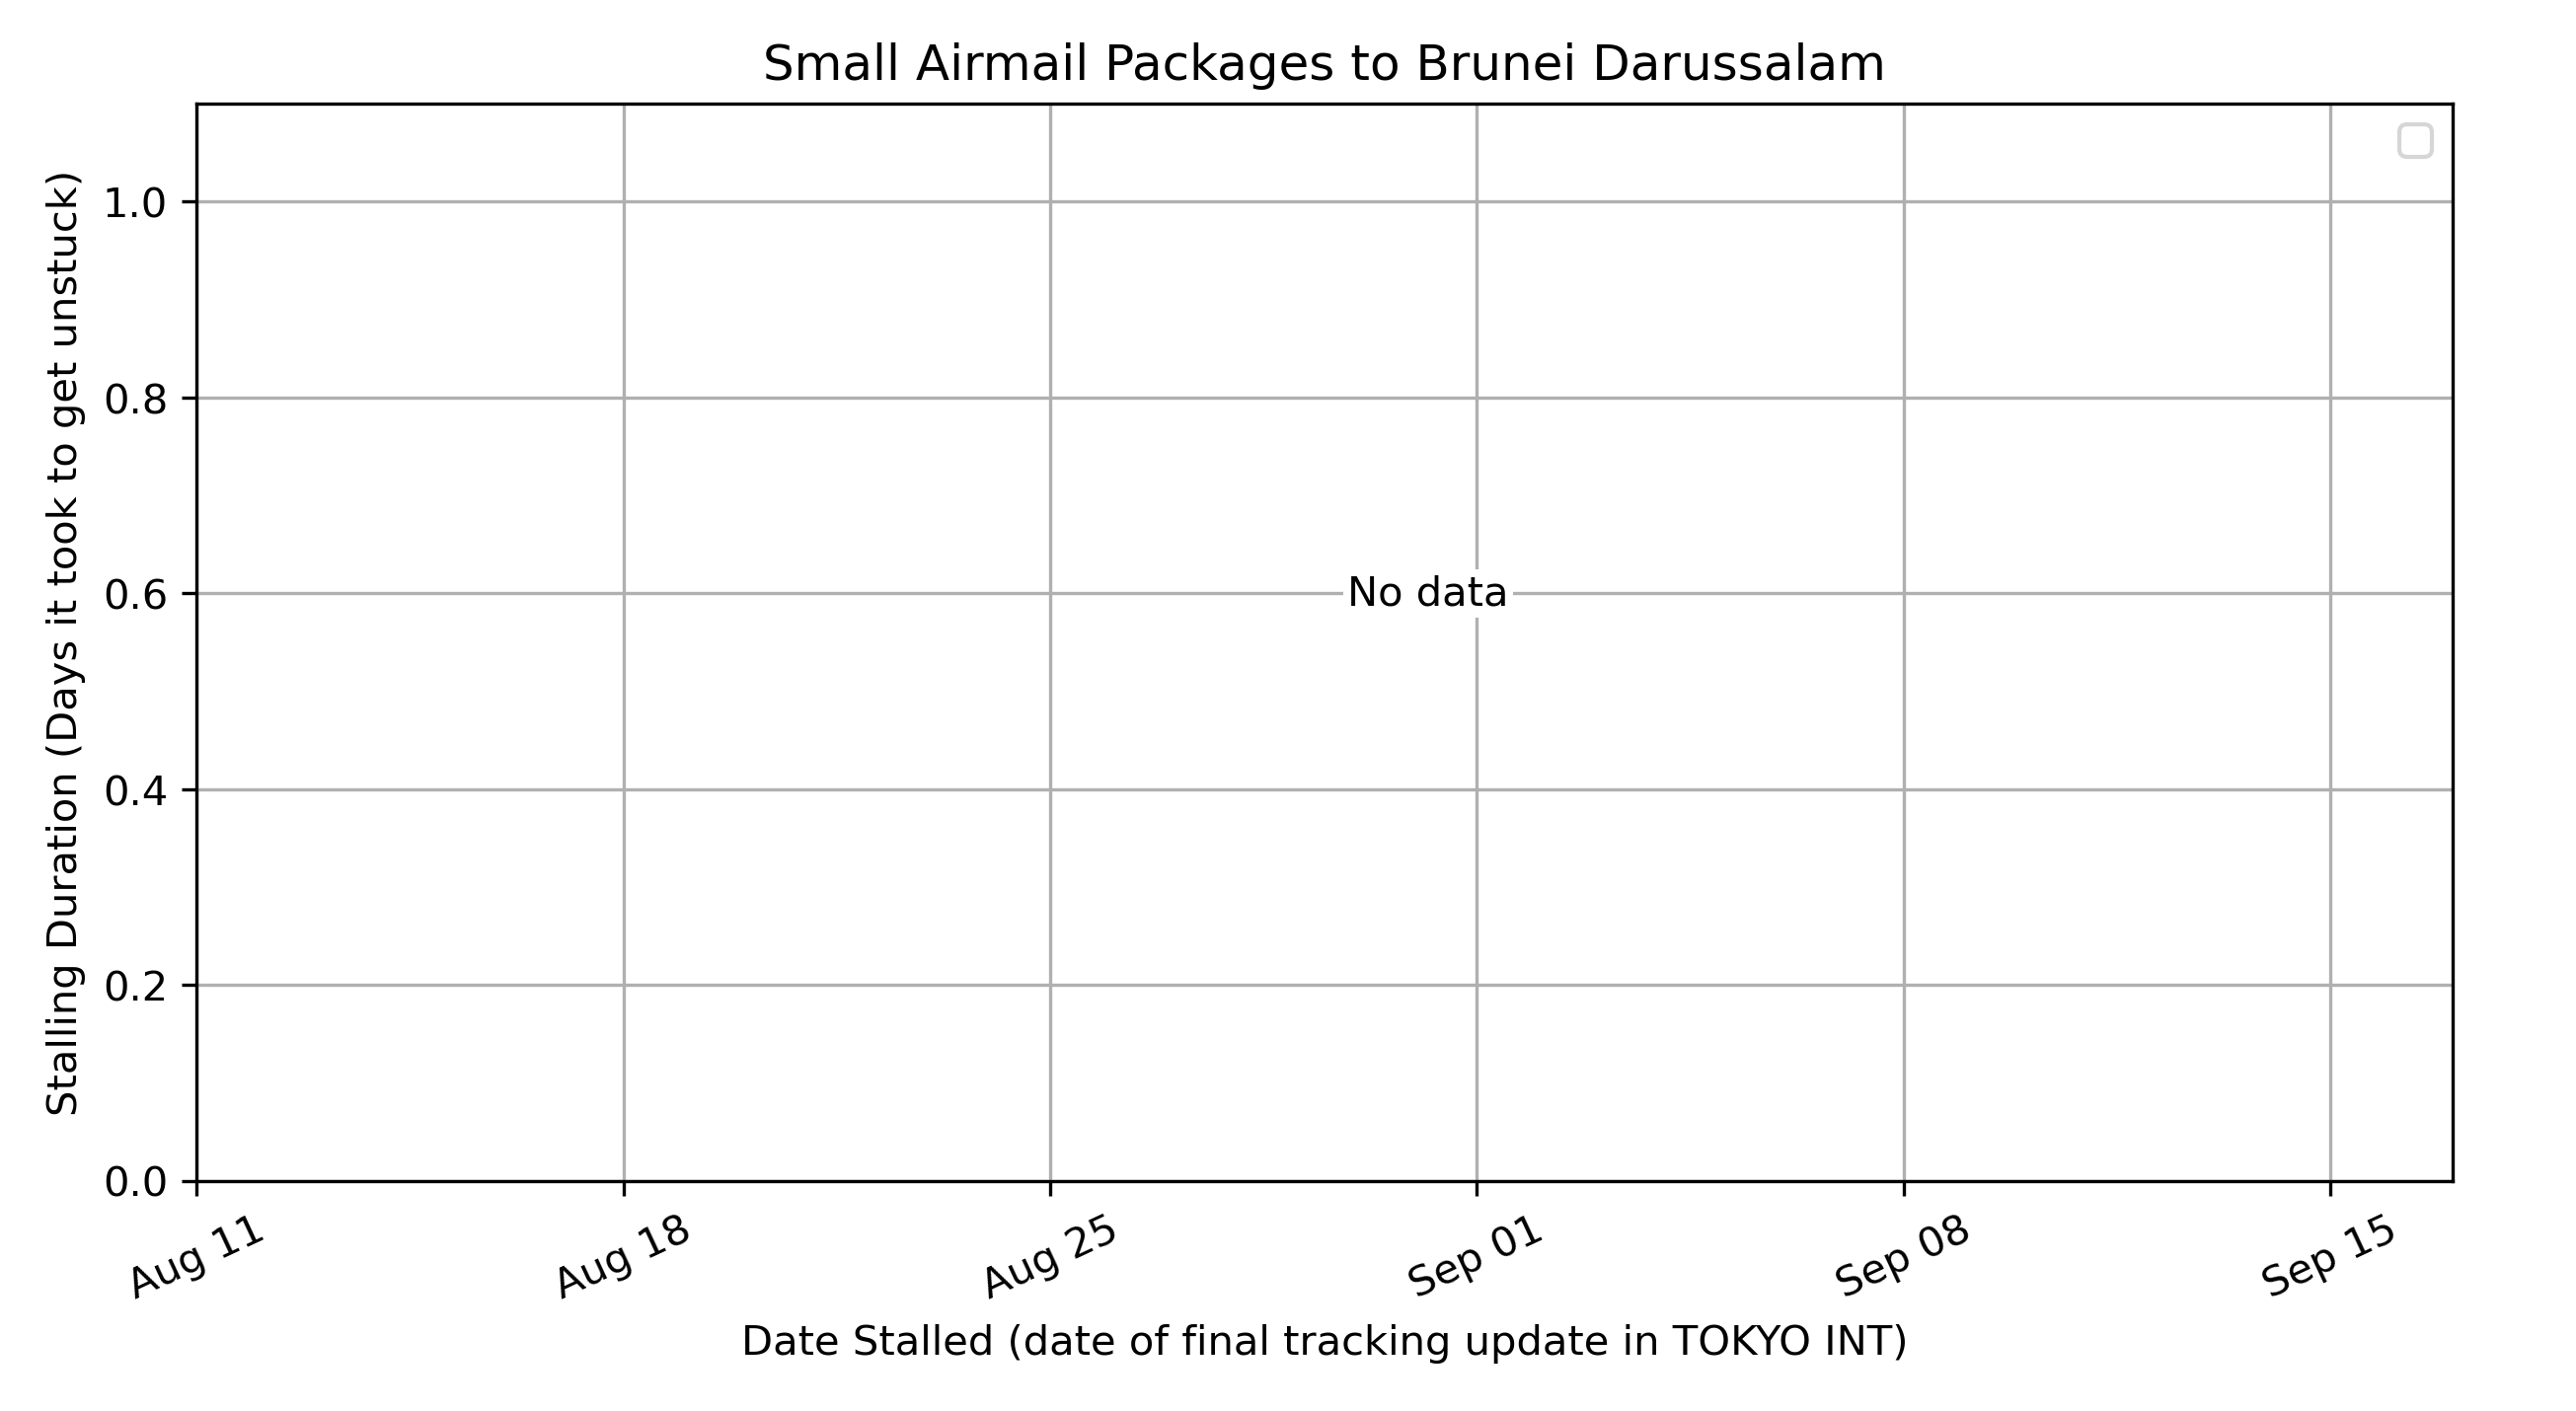 Small Airmail Packages to Brunei Darussalam
Stalling Duration (Days it took to get unstuck)
1.0
0.8
0.6
0.4
0.2
0.0
No data
Aug 11
Aug 18
Aug 25
Sep 01
Sep 08
Sep 15
Date Stalled (date of final tracking update in TOKYO INT)